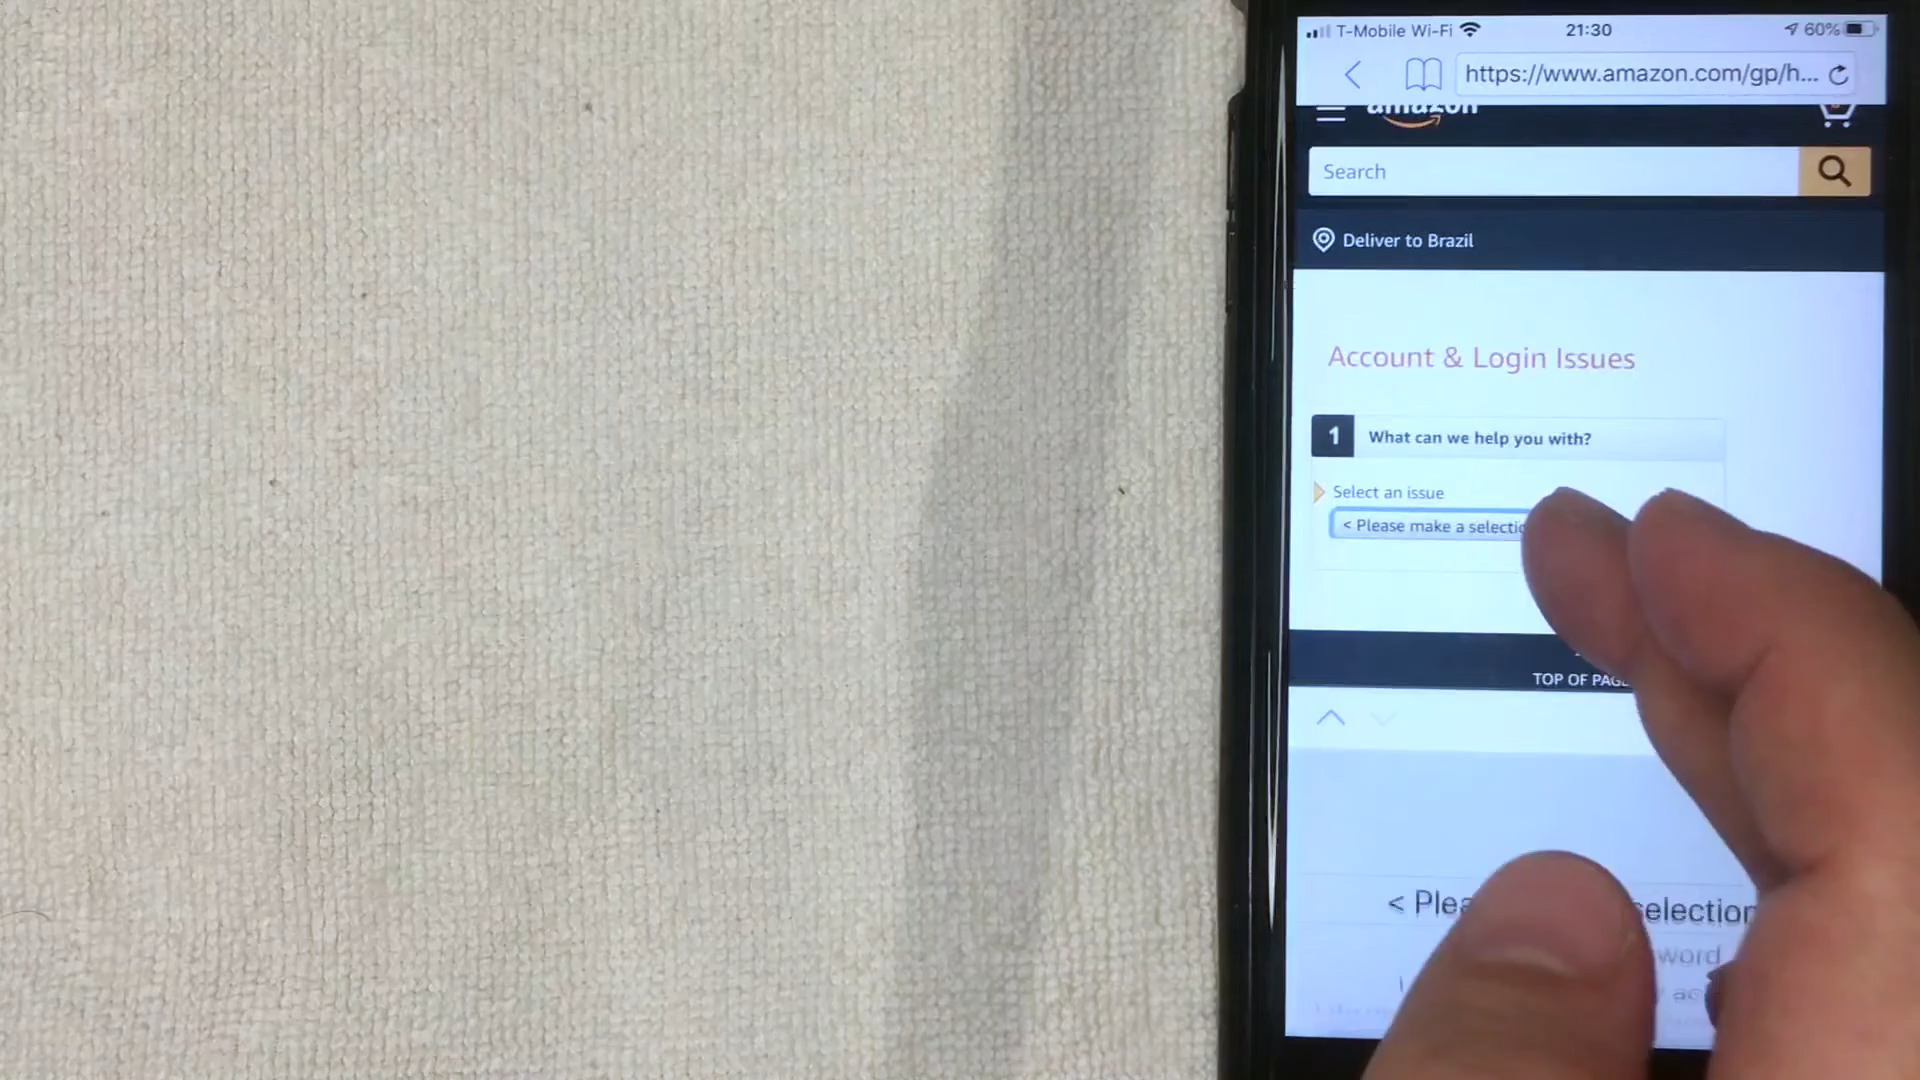 T-Mobile Wi-Fi 21:30 60%
https://www.amazon.com/gp/h...
amazon
Search
Deliver to Brazil
Account & Login Issues
1 What can we help you with?
Select an issue
< Please make a selectio
TOP OF PAG
< Plea selection
word